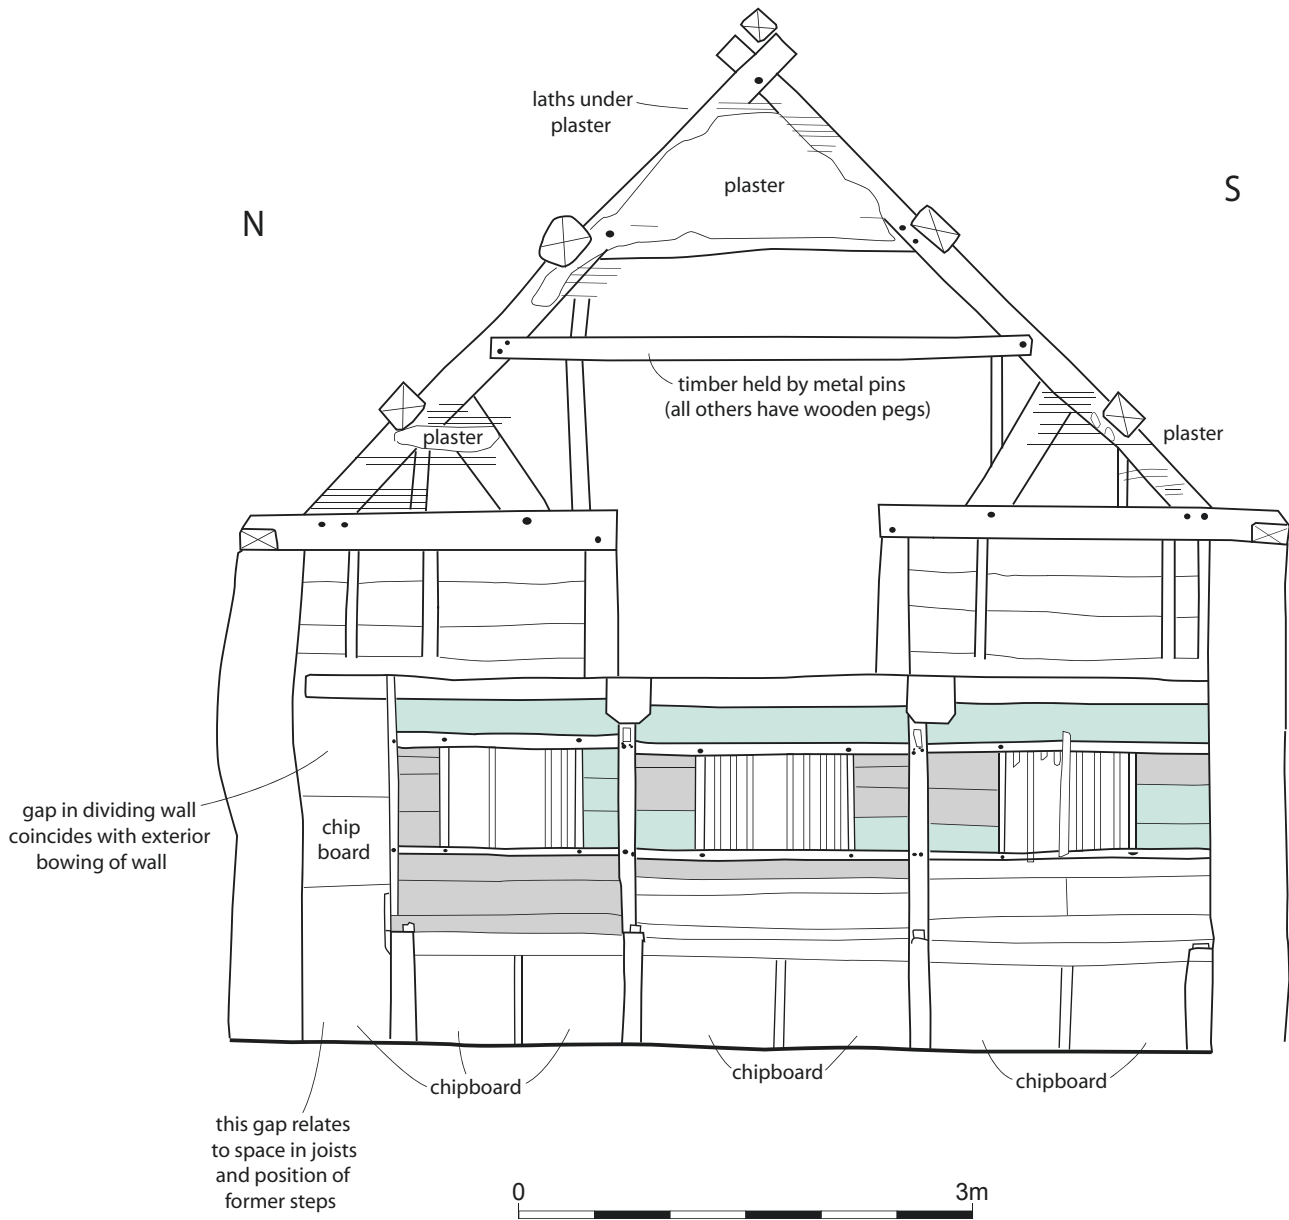 laths under
plaster
plaster
N
S
timber held by metal pins
(all others have wooden pegs)
plaster
plaster
gap in dividing wall
coincides with exterior
bowing of wall
chip
board
chipboard
chipboard
chipboard
this gap relates
to space in joists
and position of
former steps
0
3m